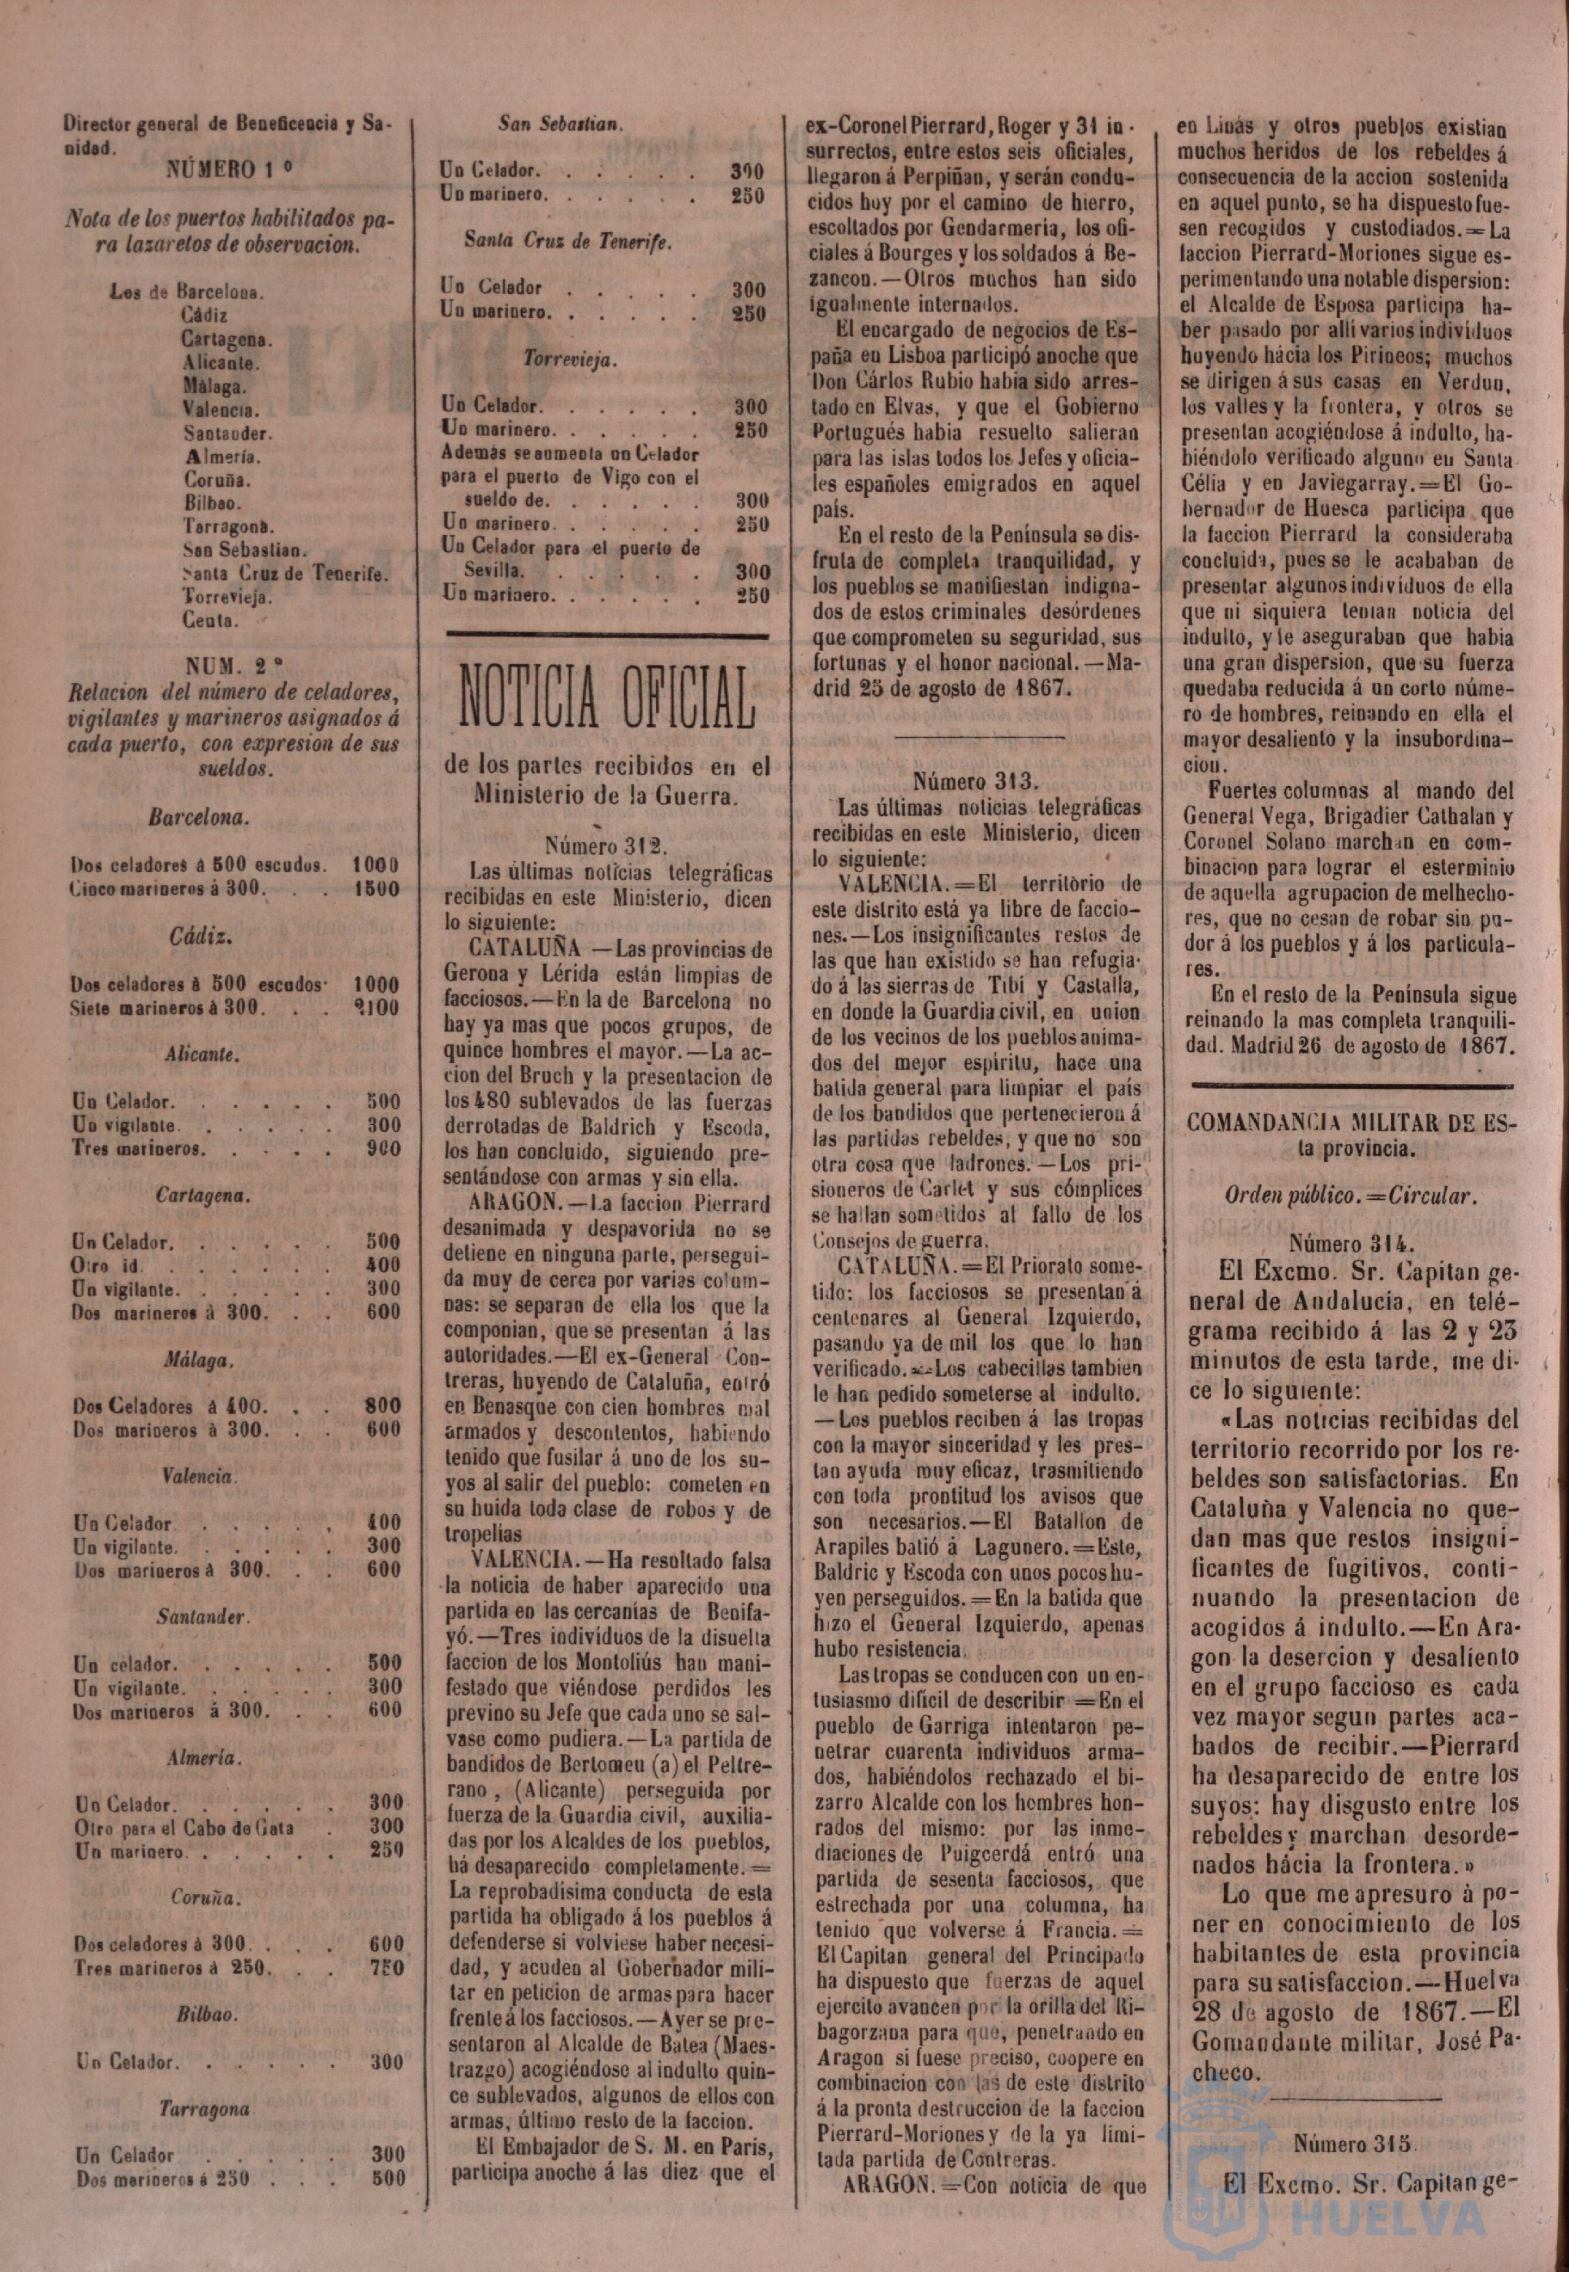 Director general de Beneficencia y Sa-
nidad.
NÚMERO 1 º
Nota de los puertos habilitados pa-
ra lazaretos de observacion.
Los de Barcelona.
Cádiz
Cartagena.
Alicante.
Málaga.
Valencia.
Santander.
Almería.
Coruña.
Bilbao.
Tarragona.
San Sebastian.
Santa Cruz de Tenerife.
Torrevieja.
Ceuta.
NUM. 2 º
Relacion del número de celadores,
vigilantes y marineros asignados á
cada puerto, con expresion de sus
sueldos.
Barcelona.
Dos celadores á 500 escudos. 1000
Cinco marineros á 300. . . 1500
Cádiz.
Dos celadores á 500 escudos· 1000
Siete marineros à 300. . . 2100
Alicante.
Un Celador. . . . . . 500
Un vigilante. . . . . . 300
Tres marineros. . . . . 900
Cartagena.
Un Celador. . . . . . 500
Otro id. . . . . . . 400
Un vigilante. . . . . . 300
Dos marineros à 300. . . 600
Málaga.
Dos Celadores á 400. . . 800
Dos marineros à 300. . . 600
Valencia.
Un Celador . . . . . 400
Un vigilante. . . . . . 300
Dos marineros á 300. . . 600
Santander.
Un celador. . . . . . 500
Un vigilante. . . . . . 300
Dos marineros á 300. . . 600
Almería.
Un Celador. . . . . . 300
Otro para el Cabo de Gata . 300
Un marinero. . . . . . 250
Coruña.
Dos celadores à 300. . . . 600
Tres marineros á 250. . . 750
Bilbao.
Un Celador. . . . . . 300
Tarragona
Un Celador . . . . . 300
Dos marineros á 250 . . . 500
San Sebastian.
Un Celador. . . . . . 300
Un marinero. . . . . . 250
Santa Cruz de Tenerife.
Un Celador . . . . . 300
Un marinero. . . . . . 250
Torrevieja.
Un Celador. . . . . . 300
Un marinero. . . . . . 250
Además se aumenta un Celador
para el puerto de Vigo con el
sueldo de. . . . . . 300
Un marinero. . . . . . 250
Un Celador para el puerto de
Sevilla. . . . . . . 300
Un marinero. . . . . . 250
NOTICIA OFICIAL
de los partes recibidos en el
Ministerio de la Guerra.
Número 312.
Las últimas noticias telegráficas
recibidas en este Ministerio, dicen
lo siguiente:
CATALUÑA —Las provincias de
Gerona y Lérida están limpias de
facciosos.—En la de Barcelona no
hay ya mas que pocos grupos, de
quince hombres el mayor.—La ac-
cion del Bruch y la presentacion de
los 480 sublevados de las fuerzas
derrotadas de Baldrich y Escoda,
los han concluido, siguiendo pre-
sentándose con armas y sin ella.
ARAGON.—La faccion Pierrard
desanimada y despavorida no se
detiene en ninguna parte, persegui-
da muy de cerca por varias colum-
nas: se separan de ella los que la
componian, que se presentan á las
autoridades.—El ex-General Con-
treras, huyendo de Cataluña, entró
en Benasque con cien hombres mal
armados y descontentos, habiendo
tenido que fusilar á uno de los su-
yos al salir del pueblo: cometen en
su huida toda clase de robos y de
tropelías
VALENCIA.—Ha resultado falsa
la noticia de haber aparecido una
partida en las cercanías de Benifa-
yó.—Tres individuos de la disuelta
faccion de los Montoliús han mani-
festado que viéndose perdidos les
previno su Jefe que cada uno se sal-
vase como pudiera.—La partida de
bandidos de Bertomeu (a) el Peltre-
rano, (Alicante) perseguida por
fuerza de la Guardia civil, auxilia-
das por los Alcaldes de los pueblos,
há desaparecido completamente.=
La reprobadísima conducta de esta
partida ha obligado á los pueblos á
defenderse si volviese haber necesi-
dad, y acuden al Gobernador mili-
tar en peticion de armas para hacer
frente á los facciosos.—Ayer se pre-
sentaron al Alcalde de Batea (Maes-
trazgo) acogiéndose al indulto quin-
ce sublevados, algunos de ellos con
armas, último resto de la faccion.
El Embajador de S. M. en París,
participa anoche á las diez que el
ex-Coronel Pierrard, Roger y 31 in-
surrectos, entre estos seis oficiales,
llegaron á Perpiñan, y serán condu-
cidos hoy por el camino de hierro,
escoltados por Gendarmería, los ofi-
ciales á Bourges y los soldados á Be-
zancon.—Otros muchos han sido
igualmente internados.
El encargado de negocios de Es-
paña en Lisboa participó anoche que
Don Cárlos Rubio habia sido arres-
tado en Elvas, y que el Gobierno
Portugués habia resuelto salieran
para las islas todos los Jefes y oficia-
les españoles emigrados en aquel
país.
En el resto de la Península se dis-
fruta de completa tranquilidad, y
los pueblos se manifiestan indigna-
dos de estos criminales desórdenes
que comprometen su seguridad, sus
fortunas y el honor nacional.—Ma-
drid 25 de agosto de 1867.
Número 313.
Las últimas noticias telegráficas
recibidas en este Ministerio, dicen
lo siguiente:
VALENCIA.=El territorio de
este distrito está ya libre de faccio-
nes.—Los insignificantes restos de
las que han existido se han refugia-
do á las sierras de Tibi y Castalla,
en donde la Guardia civil, en union
de los vecinos de los pueblos anima-
dos del mejor espíritu, hace una
batida general para limpiar el país
de los bandidos que pertenecieron á
las partidas rebeldes, y que no son
otra cosa que ladrones.—Los pri-
sioneros de Carlet y sus cómplices
se hallan sometidos al fallo de los
Consejos de guerra.
CATALUÑA.=El Priorato some-
tido: los facciosos se presentan á
centenares al General Izquierdo,
pasando ya de mil los que lo han
verificado.=Los cabecillas tambien
le han pedido someterse al indulto.
—Los pueblos reciben á las tropas
con la mayor sinceridad y les pres-
tan ayuda muy eficaz, trasmitiendo
con toda prontitud los avisos que
son necesarios.—El Batallon de
Arapiles batió á Lagunero.=Este,
Baldric y Escoda con unos pocos hu-
yen perseguidos.=En la batida que
hizo el General Izquierdo, apenas
hubo resistencia.
Las tropas se conducen con un en-
tusiasmo dificil de describir =En el
pueblo de Garriga intentaron pe-
netrar cuarenta individuos arma-
dos, habiéndolos rechazado el bi-
zarro Alcalde con los hombres hon-
rados del mismo: por las inme-
diaciones de Puigcerdá entró una
partida de sesenta facciosos, que
estrechada por una columna, ha
tenido que volverse á Francia.=
El Capitan general del Principado
ha dispuesto que fuerzas de aquel
ejercito avancen por la orilla del Ri-
bagorzana para que, penetrando en
Aragon si fuese preciso, coopere en
combinacion con las de este distrito
á la pronta destruccion de la faccion
Pierrard-Moriones y de la ya limi-
tada partida de Contreras.
ARAGON.=Con noticia de que
en Linás y otros pueblos existian
muchos heridos de los rebeldes á
consecuencia de la accion sostenida
en aquel punto, se ha dispuesto fue-
sen recogidos y custodiados.=La
faccion Pierrard-Moriones sigue es-
perimentando una notable dispersion:
el Alcalde de Esposa participa ha-
ber pasado por allí varios individuos
huyendo hácia los Pirineos; muchos
se dirigen á sus casas en Verdun,
los valles y la frontera, y otros se
presentan acogiéndose á indulto, ha-
biéndolo verificado alguno en Santa
Célia y en Javiegarray.=El Go-
bernador de Huesca participa que
la faccion Pierrard la consideraba
concluida, pues se le acababan de
presentar algunos individuos de ella
que ni siquiera tenian noticia del
indulto, y le aseguraban que habia
una gran dispersion, que su fuerza
quedaba reducida á un corto núme-
ro de hombres, reinando en ella el
mayor desaliento y la insubordina-
cion.
Fuertes columnas al mando del
General Vega, Brigadier Cathalan y
Coronel Solano marchan en com-
binacion para lograr el esterminio
de aquella agrupacion de melhecho-
res, que no cesan de robar sin pu-
dor á los pueblos y á los particula-
res.
En el resto de la Península sigue
reinando la mas completa tranquili-
dad. Madrid 26 de agosto de 1867.
COMANDANCIA MILITAR DE ES-
ta provincia.
Orden público.=Circular.
Número 314.
El Excmo. Sr. Capitan ge-
neral de Andalucía, en telé-
grama recibido á las 2 y 23
minutos de esta tarde, me di-
ce lo siguiente:
«Las noticias recibidas del
territorio recorrido por los re-
beldes son satisfactorias. En
Cataluña y Valencia no que-
dan mas que restos insigni-
ficantes de fugitivos, conti-
nuando la presentacion de
acogidos á indulto.—En Ara-
gon la desercion y desaliento
en el grupo faccioso es cada
vez mayor segun partes aca-
bados de recibir.—Pierrard
ha desaparecido de entre los
suyos: hay disgusto entre los
rebeldes y marchan desorde-
nados hácia la frontera.»
Lo que me apresuro à po-
ner en conocimiento de los
habitantes de esta provincia
para su satisfaccion.—Huelva
28 de agosto de 1867.—El
Gomandante militar, José Pa-
checo.
Número 315.
El Excmo. Sr. Capitan ge-
HUELVA